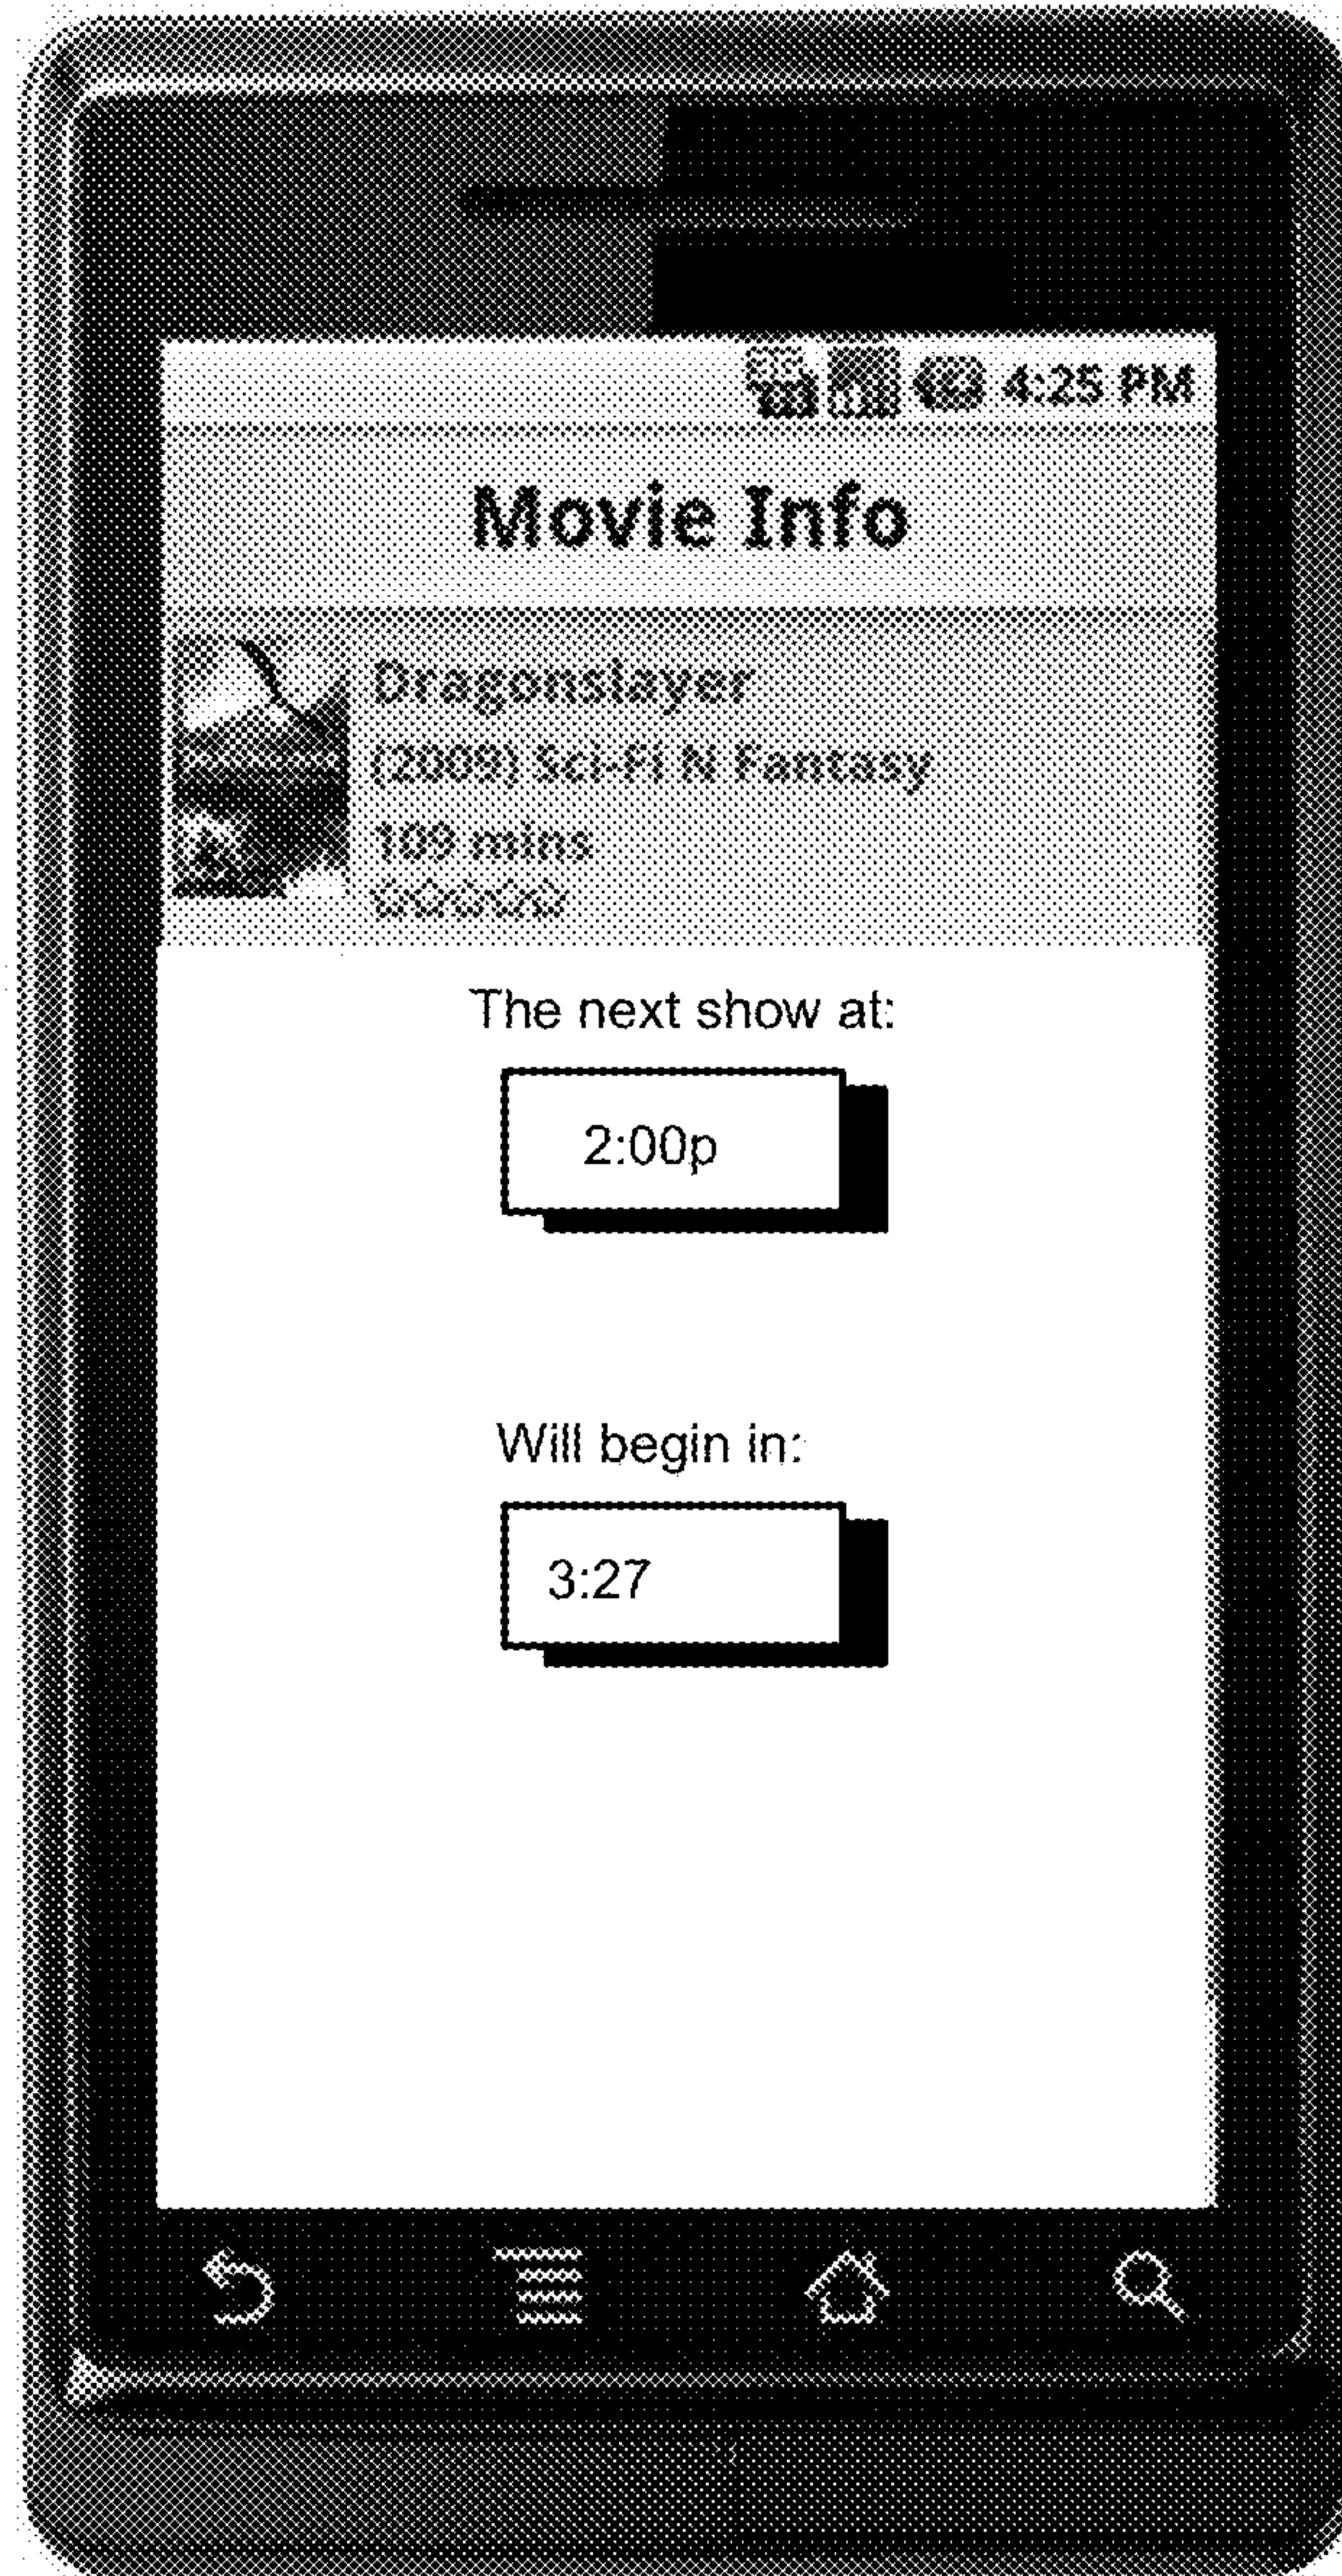 4:25 PM
Movie Info
Dragonslayer
(2009) Sci-Fi N Fantasy
109 mins
The next show at:
2:00p
Will begin in:
3:27